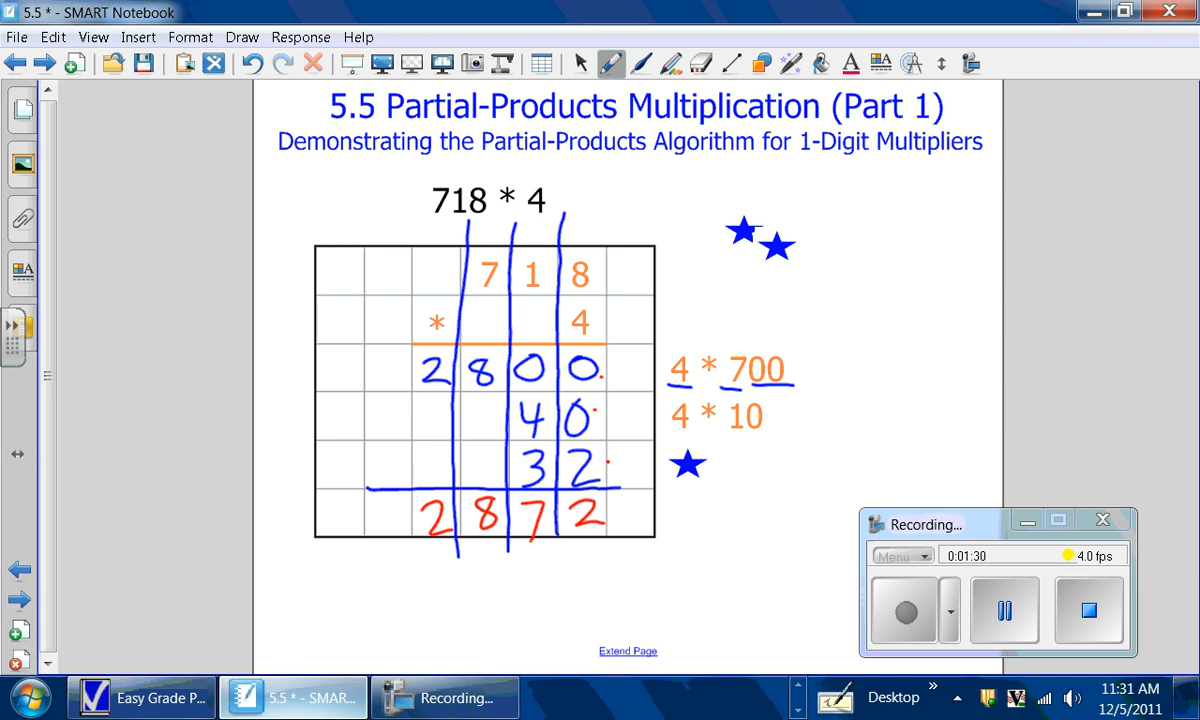 5.5 * - SMART Notebook
File Edit View Insert Format Draw Response Help
5.5 Partial-Products Multiplication (Part 1)
Demonstrating the Partial-Products Algorithm for 1-Digit Multipliers
718 * 4
7 1 8
* 4
2 8 0 0 4 * 700
4 0 4 * 10
3 2
2 8 7 2
Recording...
Menu 0:01:30 4.0 fps
Extend Page
Easy Grade P... 5.5 * - SMAR... Recording... Desktop » 11:31 AM
12/5/2011